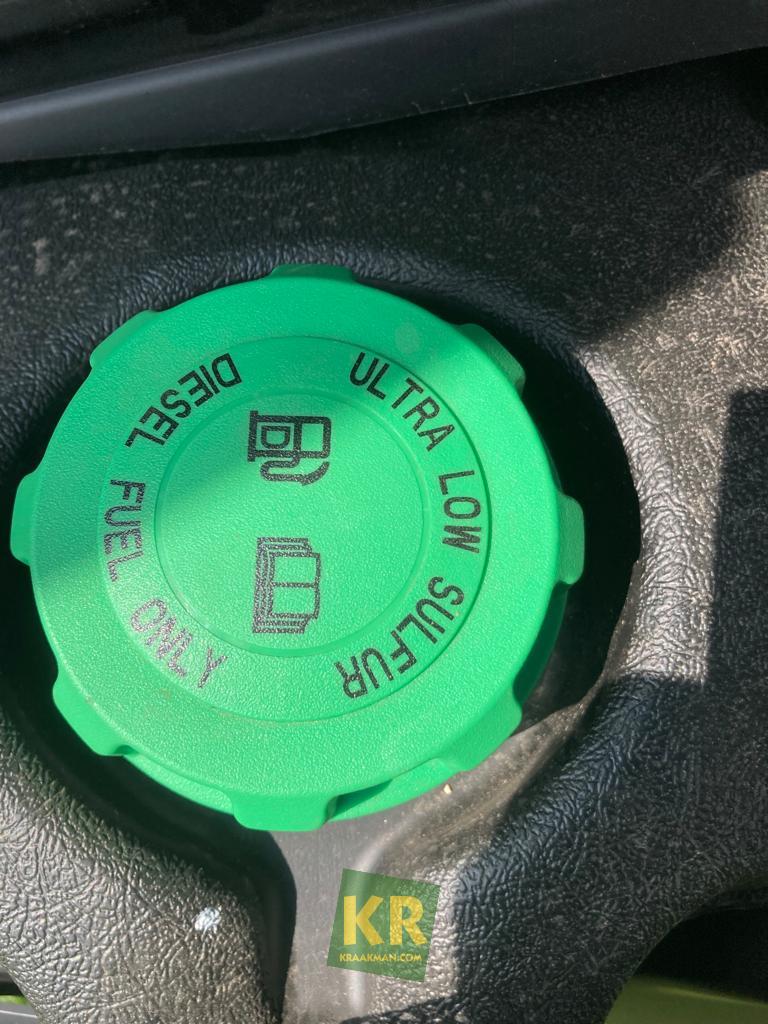 ULTRA LOW SULFUR
DIESEL FUEL ONLY
KR
KRAAKMAN.COM